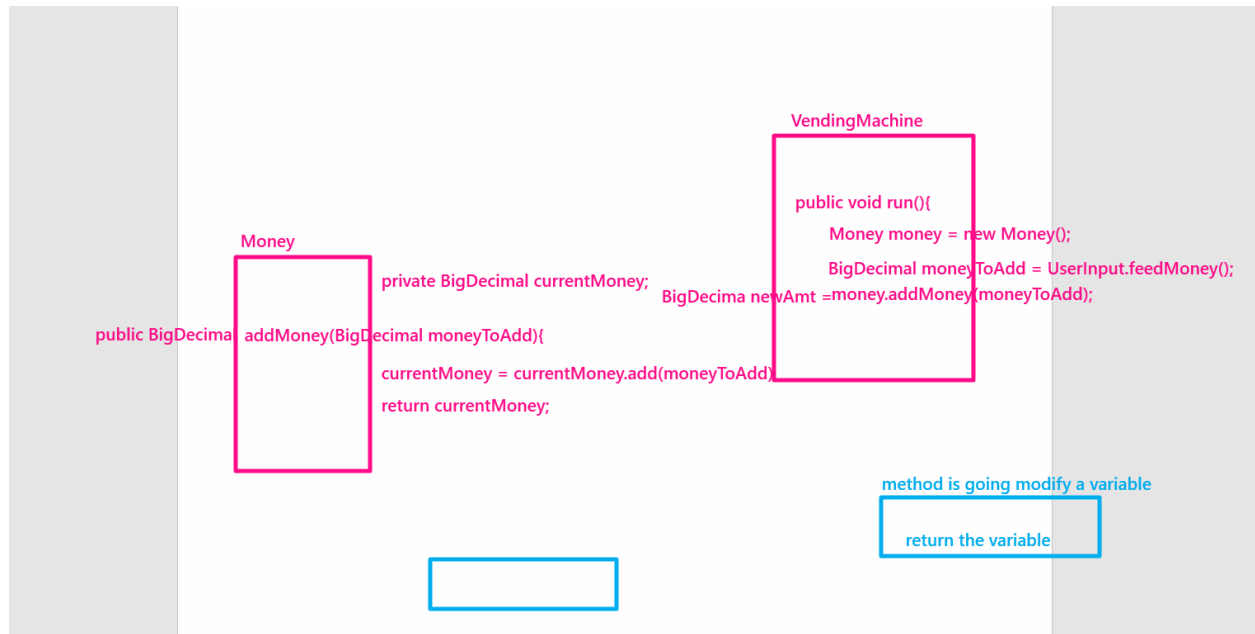 VendingMachine
public void run(){
Money money = new Money();
BigDecimal moneyToAdd = UserInput.feedMoney();
BigDecima newAmt =money.addMoney(moneyToAdd);
Money
private BigDecimal currentMoney;
public BigDecimal addMoney(BigDecimal moneyToAdd){
currentMoney = currentMoney.add(moneyToAdd)
return currentMoney;
method is going modify a variable
return the variable